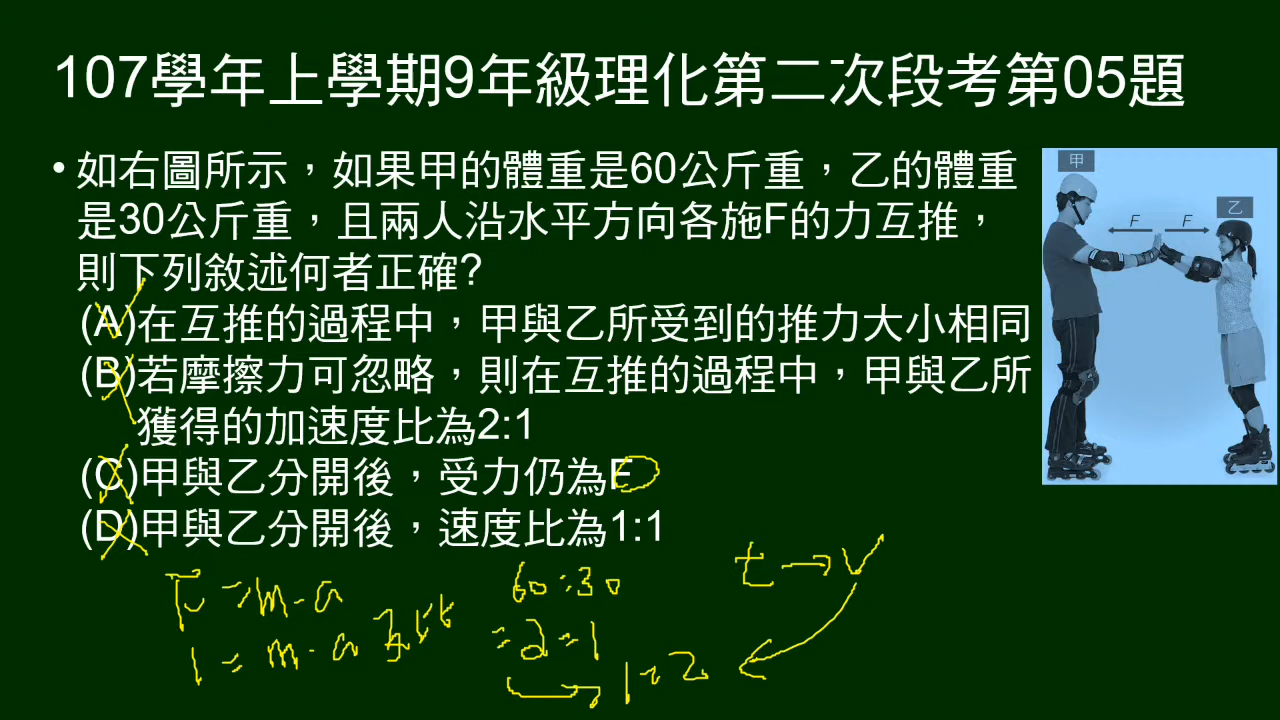 107學年上學期9年級理化第二次段考第05題
•如右圖所示，如果甲的體重是60公斤重，乙的體重
是30公斤重，且兩人沿水平方向各施F的力互推，
則下列敘述何者正確?
(A)在互推的過程中，甲與乙所受到的推力大小相同
(B)若摩擦力可忽略，則在互推的過程中，甲與乙所
獲得的加速度比為2:1
(C)甲與乙分開後，受力仍為F
(D)甲與乙分開後，速度比為1:1
甲
乙
F F
F=m·a
1=m·a 反比
60:30
=2:1
1:2
t→v